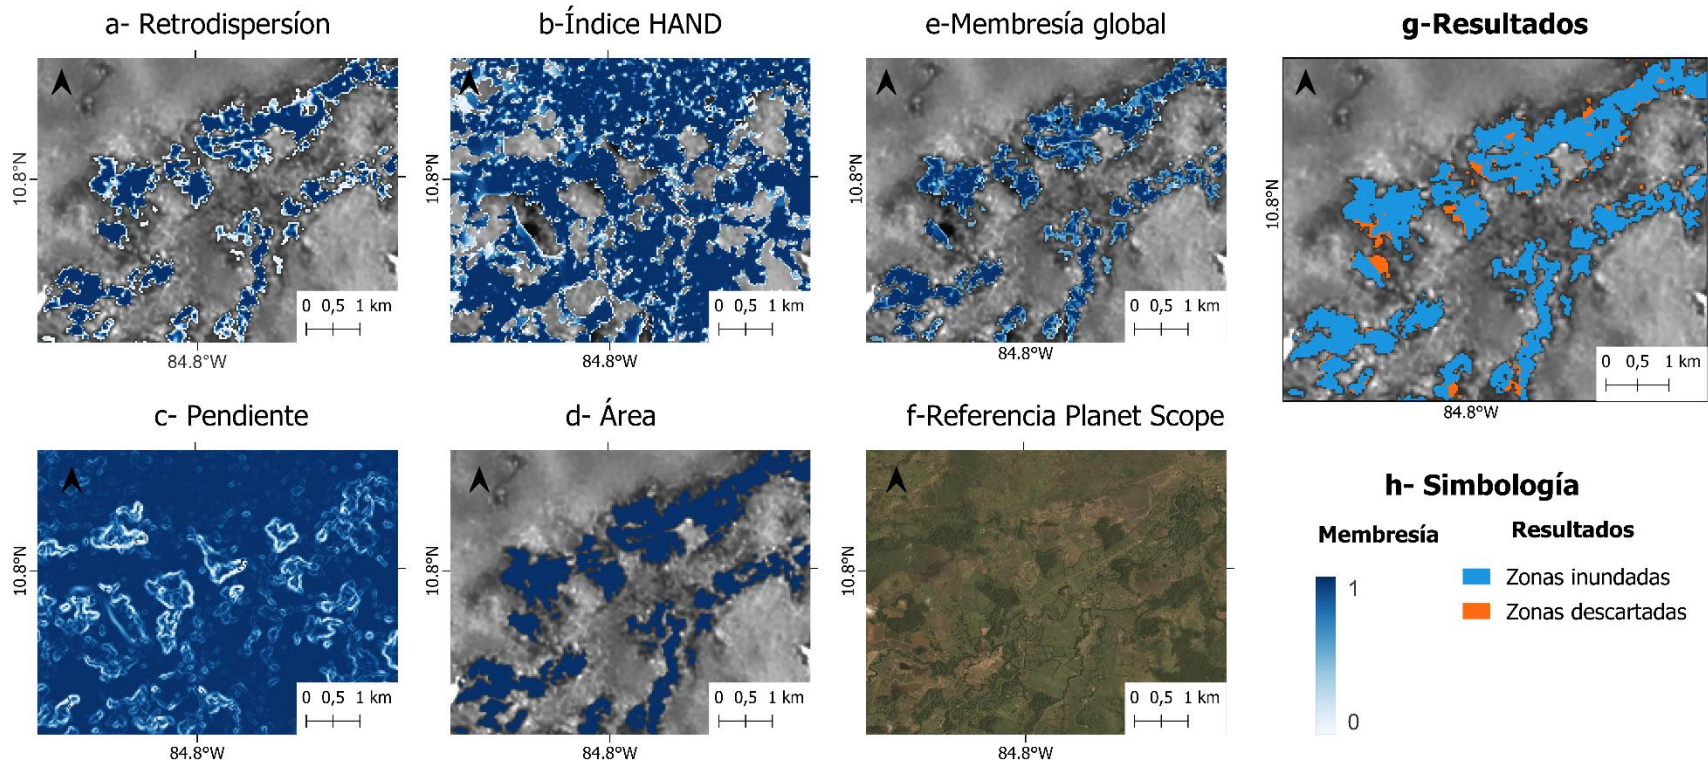 a- Retrodispersíon
b-Índice HAND
e-Membresía global
g-Resultados
10.8°N
0 0,5 1 km
84.8°W
10.8°N
0 0,5 1 km
84.8°W
10.8°N
0 0,5 1 km
84.8°W
10.8°N
0 0,5 1 km
84.8°W
c- Pendiente
d- Área
f-Referencia Planet Scope
10.8°N
0 0,5 1 km
84.8°W
10.8°N
0 0,5 1 km
84.8°W
10.8°N
0 0,5 1 km
84.8°W
h- Simbología
Membresía
1
0
Resultados
Zonas inundadas
Zonas descartadas